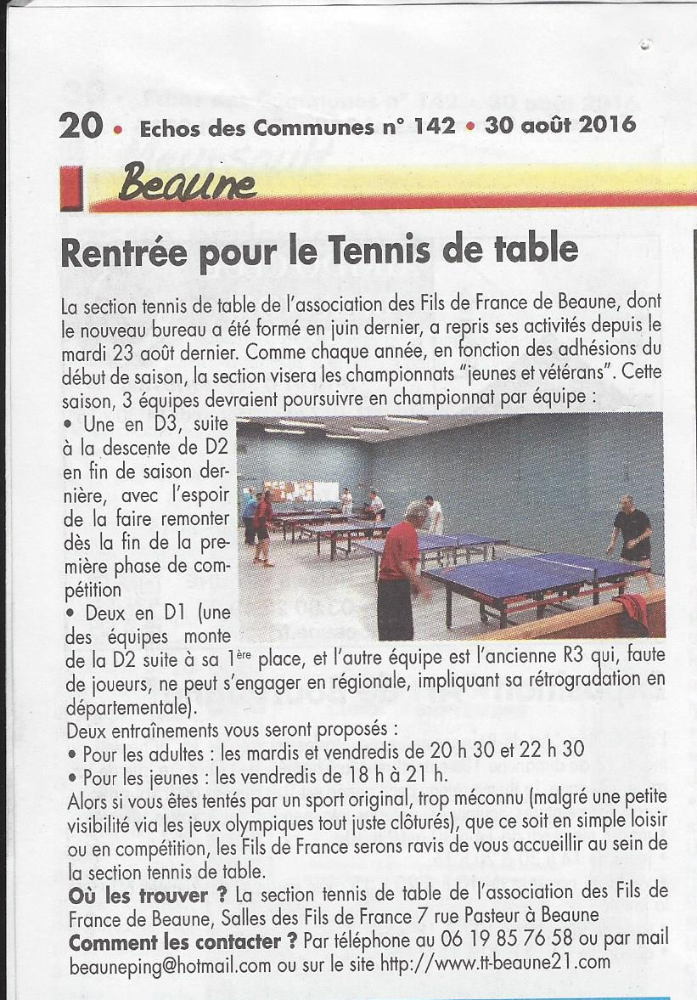 20 • Echos des Communes n° 142 • 30 août 2016
Beaune
Rentrée pour le Tennis de table
La section tennis de table de l'association des Fils de France de Beaune, dont
le nouveau bureau a été formé en juin dernier, a repris ses activités depuis le
mardi 23 août dernier. Comme chaque année, en fonction des adhésions du
début de saison, la section visera les championnats "jeunes et vétérans". Cette
saison, 3 équipes devraient poursuivre en championnat par équipe :
• Une en D3, suite
à la descente de D2
en fin de saison der-
nière, avec l'espoir
de la faire remonter
dès la fin de la pre-
mière phase de com-
pétition
• Deux en D1 (une
des équipes monte
de la D2 suite à sa 1ère place, et l'autre équipe est l'ancienne R3 qui, faute
de joueurs, ne peut s'engager en régionale, impliquant sa rétrogradation en
départementale).
Deux entraînements vous seront proposés :
• Pour les adultes : les mardis et vendredis de 20 h 30 et 22 h 30
• Pour les jeunes : les vendredis de 18 h à 21 h.
Alors si vous êtes tentés par un sport original, trop méconnu (malgré une petite
visibilité via les jeux olympiques tout juste clôturés), que ce soit en simple loisir
ou en compétition, les Fils de France serons ravis de vous accueillir au sein de
la section tennis de table.
Où les trouver ? La section tennis de table de l'association des Fils de
France de Beaune, Salles des Fils de France 7 rue Pasteur à Beaune
Comment les contacter ? Par téléphone au 06 19 85 76 58 ou par mail
beauneping@hotmail.com ou sur le site http://www.tt-beaune21.com